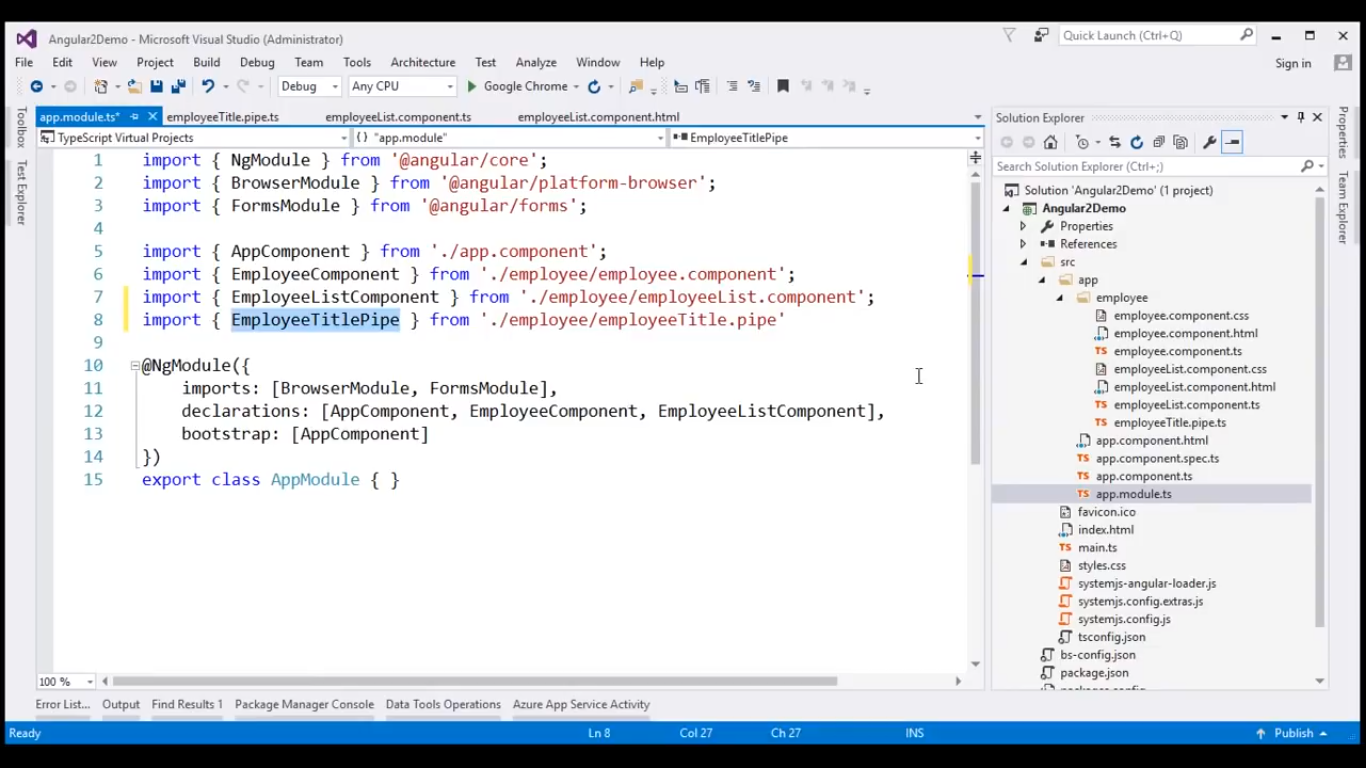 Angular2Demo - Microsoft Visual Studio (Administrator)
Quick Launch (Ctrl+Q)
File Edit View Project Build Debug Team Tools Architecture Test Analyze Window Help
Sign in
Debug Any CPU Google Chrome
app.module.ts* employeeTitle.pipe.ts employeeList.component.ts employeeList.component.html
TypeScript Virtual Projects {} "app.module" EmployeeTitlePipe
Toolbox
Test Explorer
1 import { NgModule } from '@angular/core';
2 import { BrowserModule } from '@angular/platform-browser';
3 import { FormsModule } from '@angular/forms';
4
5 import { AppComponent } from './app.component';
6 import { EmployeeComponent } from './employee/employee.component';
7 import { EmployeeListComponent } from './employee/employeeList.component';
8 import { EmployeeTitlePipe } from './employee/employeeTitle.pipe'
9
10 @NgModule({
11 imports: [BrowserModule, FormsModule],
12 declarations: [AppComponent, EmployeeComponent, EmployeeListComponent],
13 bootstrap: [AppComponent]
14 })
15 export class AppModule { }
100 %
Solution Explorer
Search Solution Explorer (Ctrl+;)
Solution 'Angular2Demo' (1 project)
Angular2Demo
Properties
References
src
app
employee
employee.component.css
employee.component.html
TS employee.component.ts
employeeList.component.css
employeeList.component.html
TS employeeList.component.ts
TS employeeTitle.pipe.ts
app.component.html
TS app.component.spec.ts
TS app.component.ts
TS app.module.ts
favicon.ico
index.html
TS main.ts
styles.css
systemjs-angular-loader.js
systemjs.config.extras.js
systemjs.config.js
tsconfig.json
bs-config.json
package.json
Properties
Team Explorer
Error List... Output Find Results 1 Package Manager Console Data Tools Operations Azure App Service Activity
Ready Ln 8 Col 27 Ch 27 INS Publish